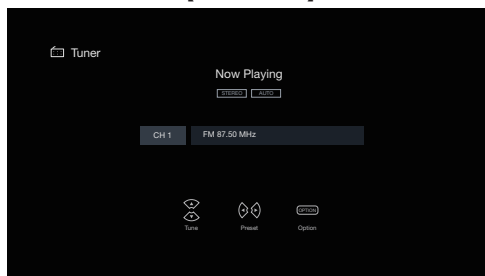 Tuner
Now Playing
STEREO AUTO
CH 1 FM 87.50 MHz
OPTION
Tune Preset Option